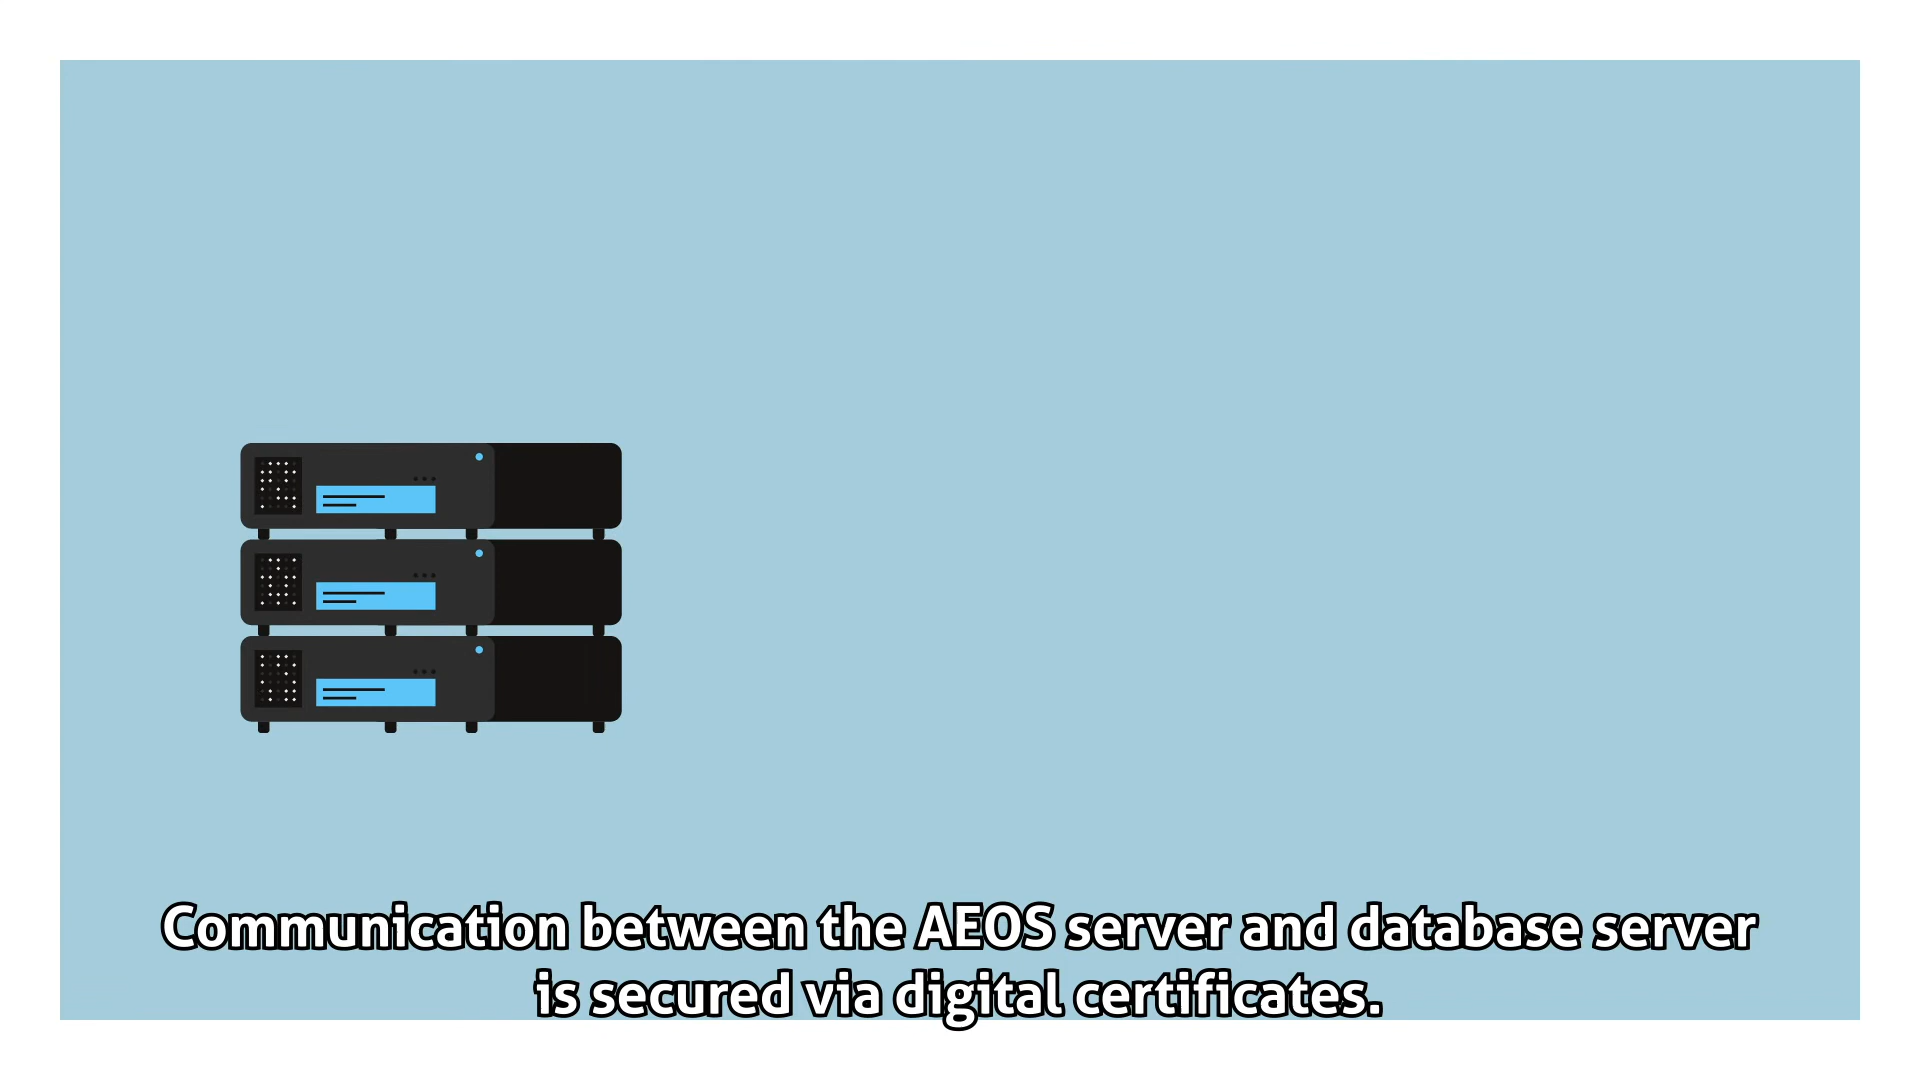 Communication between the AEOS server and database server
is secured via digital certificates.